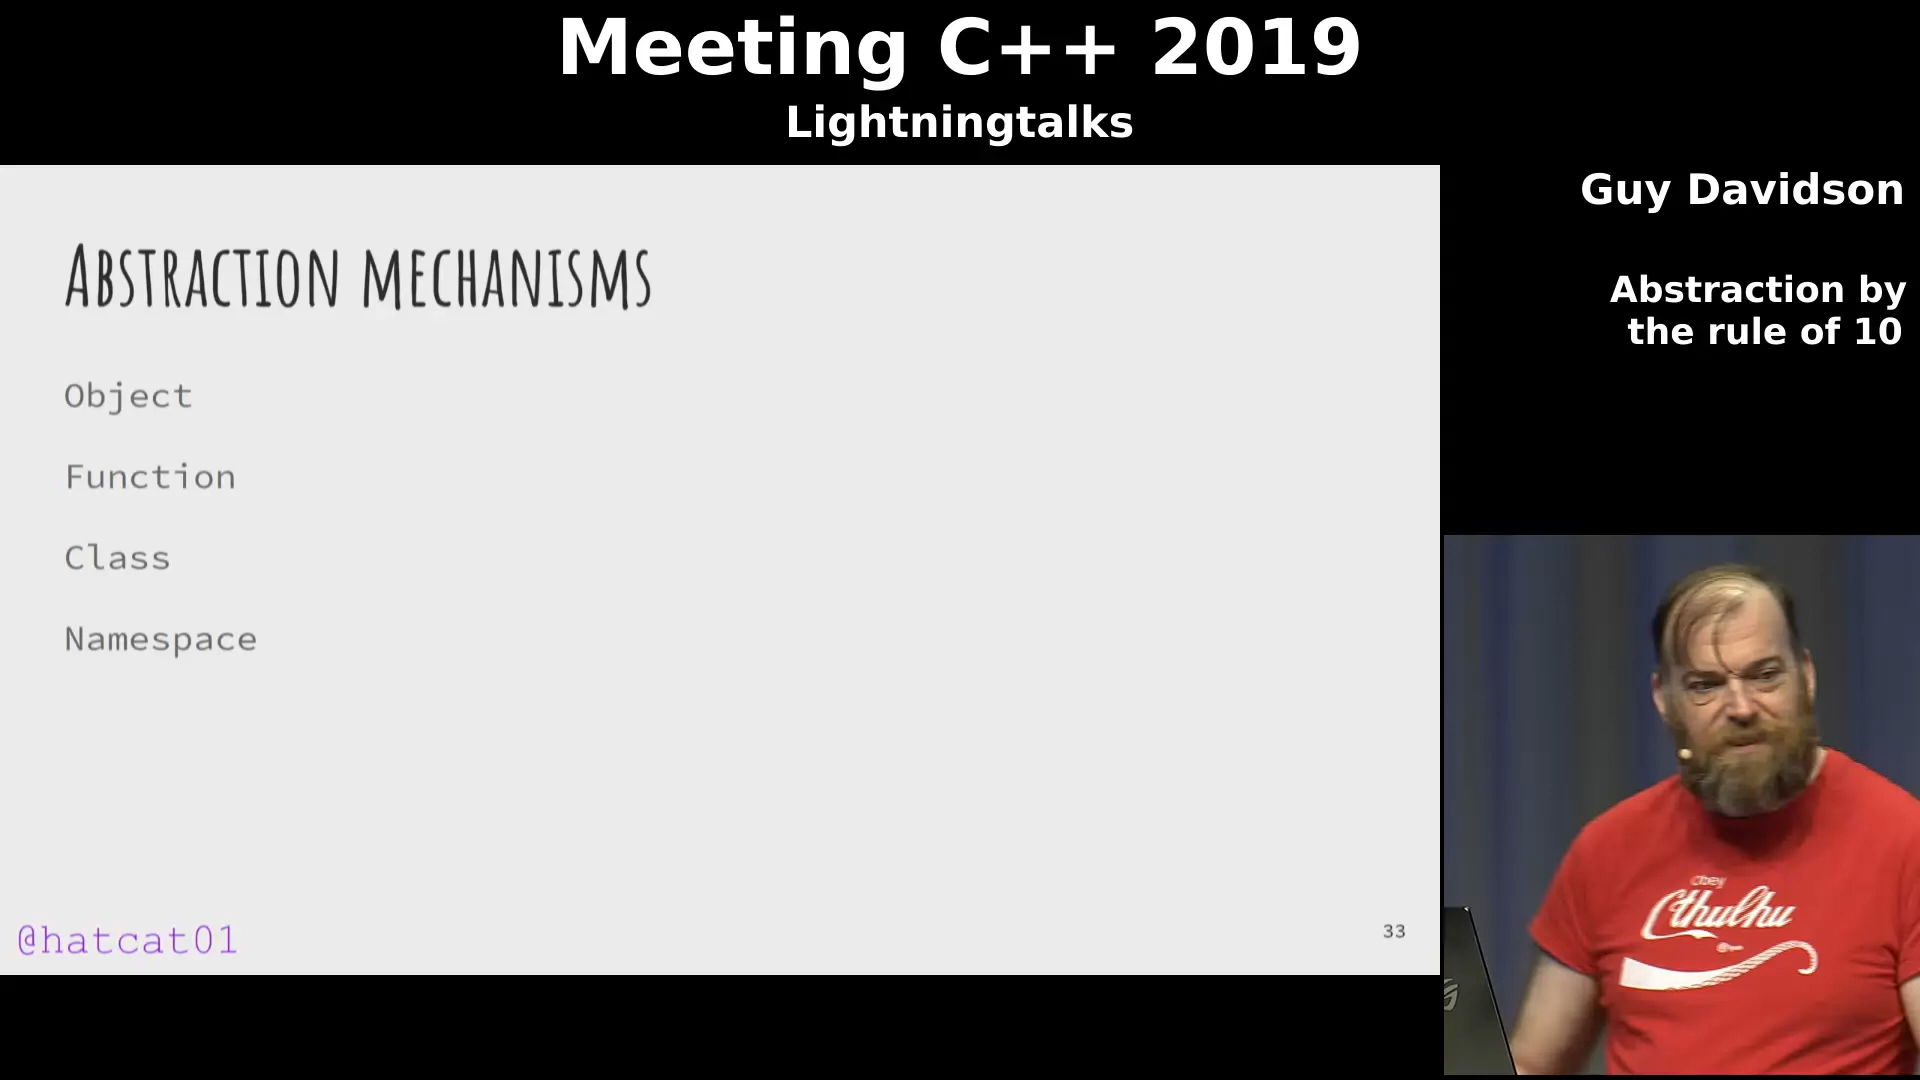 Meeting C++ 2019
Lightningtalks
Guy Davidson
Abstraction by
the rule of 10
Abstraction mechanisms
Object
Function
Class
Namespace
@hatcat01
33
Obey
Cthulhu